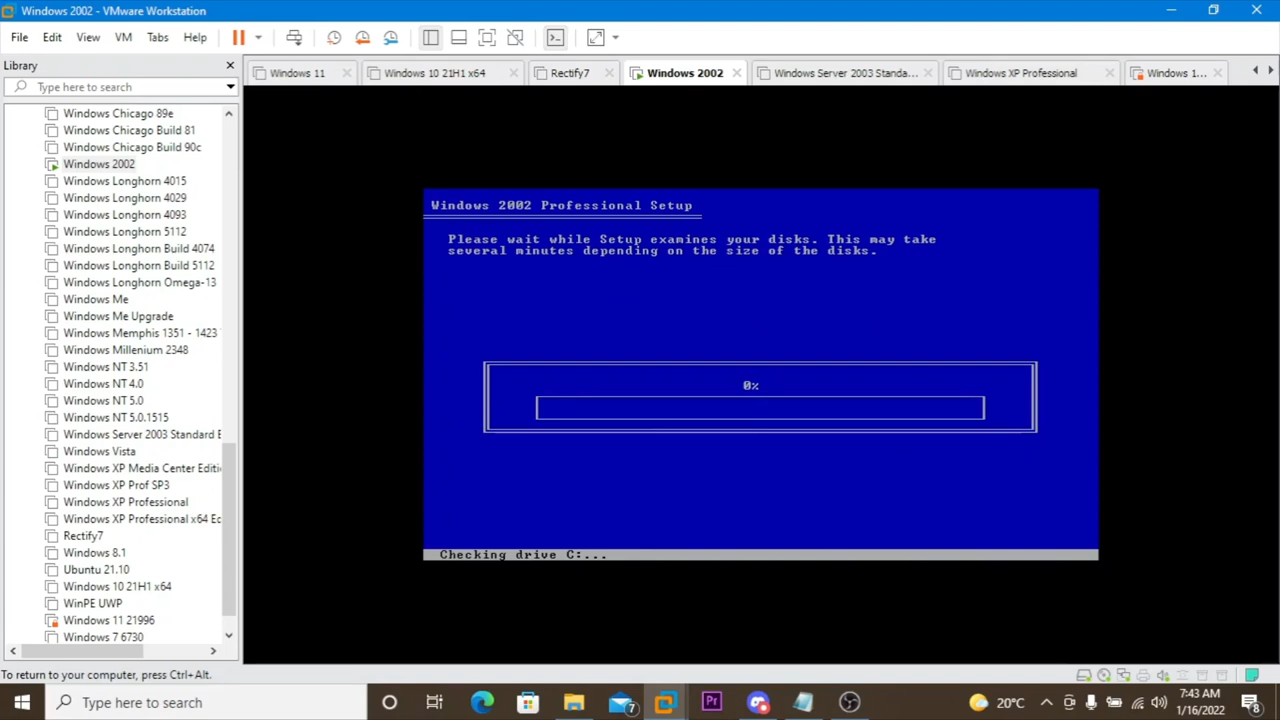 Windows 2002 - VMware Workstation
File Edit View VM Tabs Help
Library
Type here to search
Windows 11
Windows 10 21H1 x64
Rectify7
Windows 2002
Windows Server 2003 Standa...
Windows XP Professional
Windows 1...
Windows Chicago 89e
Windows Chicago Build 81
Windows Chicago Build 90c
Windows 2002
Windows Longhorn 4015
Windows Longhorn 4029
Windows Longhorn 4093
Windows Longhorn 5112
Windows Longhorn Build 4074
Windows Longhorn Build 5112
Windows Longhorn Omega-13
Windows Me
Windows Me Upgrade
Windows Memphis 1351 - 1423
Windows Millenium 2348
Windows NT 3.51
Windows NT 4.0
Windows NT 5.0
Windows NT 5.0.1515
Windows Server 2003 Standard E
Windows Vista
Windows XP Media Center Editi
Windows XP Prof SP3
Windows XP Professional
Windows XP Professional x64 Ec
Rectify7
Windows 8.1
Ubuntu 21.10
Windows 10 21H1 x64
WinPE UWP
Windows 11 21996
Windows 7 6730
Windows 2002 Professional Setup
Please wait while Setup examines your disks. This may take
several minutes depending on the size of the disks.
0%
Checking drive C:...
To return to your computer, press Ctrl+Alt.
Type here to search
7
Pr
20°C
7:43 AM
1/16/2022
8